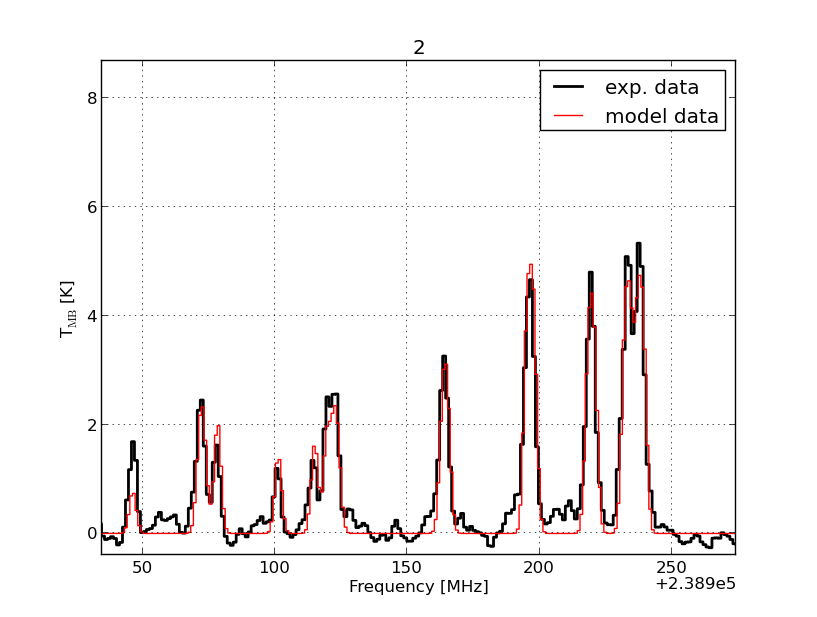 2
exp. data
model data
8
6
4
2
0
T_MB [K]
50 100 150 200 250
+2.389e5
Frequency [MHz]